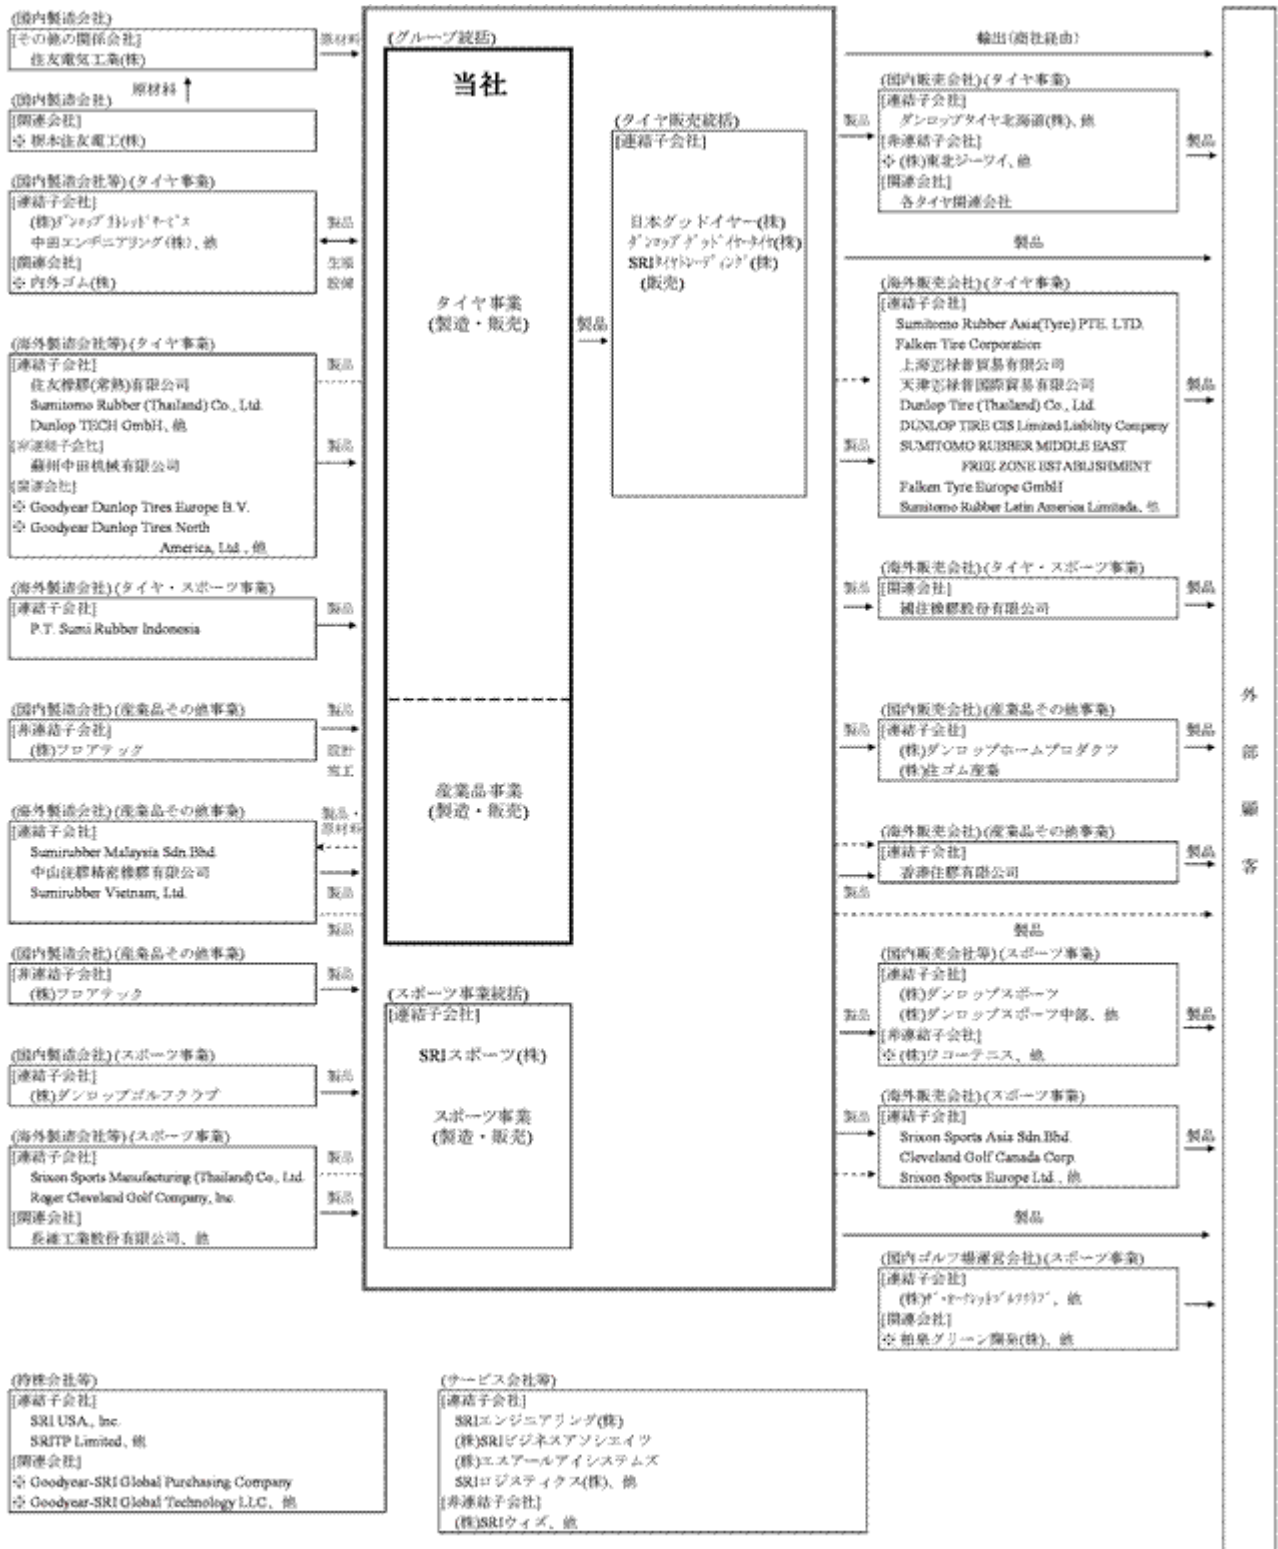 (国内製造会社)
[その他の関係会社]
住友電気工業(株)
原材料
原材料
(国内製造会社)
[関連会社]
※ 栃木住友電工(株)
(国内製造会社等)(タイヤ事業)
[連結子会社]
(株)ﾀﾞﾝﾛｯﾌﾟﾘﾄﾚｯﾄﾞｻｰﾋﾞｽ
中田エンヂニアリング(株)、他
[関連会社]
※ 内外ゴム(株)
製品
生産
設備
(海外製造会社等)(タイヤ事業)
[連結子会社]
住友橡膠(常熟)有限公司
Sumitomo Rubber (Thailand) Co., Ltd.
Dunlop TECH GmbH、他
[非連結子会社]
蘇州中田机械有限公司
[関連会社]
※ Goodyear Dunlop Tires Europe B.V.
※ Goodyear Dunlop Tires North
America, Ltd.、他
製品
製品
(海外製造会社)(タイヤ・スポーツ事業)
[連結子会社]
P.T. Sumi Rubber Indonesia
製品
(国内製造会社)(産業品その他事業)
[非連結子会社]
(株)フロアテック
製品
設計
施工
(海外製造会社)(産業品その他事業)
[連結子会社]
Sumirubber Malaysia Sdn.Bhd.
中山住膠精密橡膠有限公司
Sumirubber Vietnam, Ltd.
製品・
原材料
製品
製品
(国内製造会社)(産業品その他事業)
[非連結子会社]
(株)フロアテック
製品
(国内製造会社)(スポーツ事業)
[連結子会社]
(株)ダンロップゴルフクラブ
製品
(海外製造会社等)(スポーツ事業)
[連結子会社]
Srixon Sports Manufacturing (Thailand) Co., Ltd.
Roger Cleveland Golf Company, Inc.
[関連会社]
長維工業股份有限公司、他
製品
製品
(グループ統括)
当社
タイヤ事業
(製造・販売)
産業品事業
(製造・販売)
製品
(タイヤ販売統括)
[連結子会社]
日本グッドイヤー(株)
ﾀﾞﾝﾛｯﾌﾟｸﾞｯﾄﾞｲﾔｰﾀｲﾔ(株)
SRIﾀｲﾔﾄﾚｰﾃﾞｨﾝｸﾞ(株)
(販売)
(スポーツ事業統括)
[連結子会社]
SRIスポーツ(株)
スポーツ事業
(製造・販売)
輸出(商社経由)
(国内販売会社)(タイヤ事業)
[連結子会社]
ダンロップタイヤ北海道(株)、他
[非連結子会社]
※ (株)東北ジーワイ、他
[関連会社]
各タイヤ関連会社
製品
製品
製品
(海外販売会社)(タイヤ事業)
[連結子会社]
Sumitomo Rubber Asia(Tyre) PTE. LTD.
Falken Tire Corporation
上海鄧禄普貿易有限公司
天津鄧禄普国際貿易有限公司
Dunlop Tire (Thailand) Co., Ltd.
DUNLOP TIRE CIS Limited Liability Company
SUMITOMO RUBBER MIDDLE EAST
FREE ZONE ESTABLISHMENT
Falken Tyre Europe GmbH
Sumitomo Rubber Latin America Limitada、他
製品
製品
(海外販売会社)(タイヤ・スポーツ事業)
[関連会社]
國住橡膠股份有限公司
製品
製品
(国内販売会社)(産業品その他事業)
[連結子会社]
(株)ダンロップホームプロダクツ
(株)住ゴム産業
製品
製品
(海外販売会社)(産業品その他事業)
[連結子会社]
香港住膠有限公司
製品
製品
製品
(国内販売会社等)(スポーツ事業)
[連結子会社]
(株)ダンロップスポーツ
(株)ダンロップスポーツ中部、他
[非連結子会社]
※ (株)ワコーテニス、他
製品
製品
(海外販売会社)(スポーツ事業)
[連結子会社]
Srixon Sports Asia Sdn.Bhd.
Cleveland Golf Canada Corp.
Srixon Sports Europe Ltd.、他
製品
製品
製品
(国内ゴルフ場運営会社)(スポーツ事業)
[連結子会社]
(株)ｻﾞ･ｵｰｸﾚｯﾄｺﾞﾙﾌｸﾗﾌﾞ、他
[関連会社]
※ 柏泉グリーン開発(株)、他
外部顧客
(持株会社等)
[連結子会社]
SRI USA., Inc.
SRITP Limited、他
[関連会社]
※ Goodyear-SRI Global Purchasing Company
※ Goodyear-SRI Global Technology LLC、他
(サービス会社等)
[連結子会社]
SRIエンジニアリング(株)
(株)SRIビジネスアソシエイツ
(株)エスアールアイシステムズ
SRIロジスティクス(株)、他
[非連結子会社]
(株)SRIウィズ、他